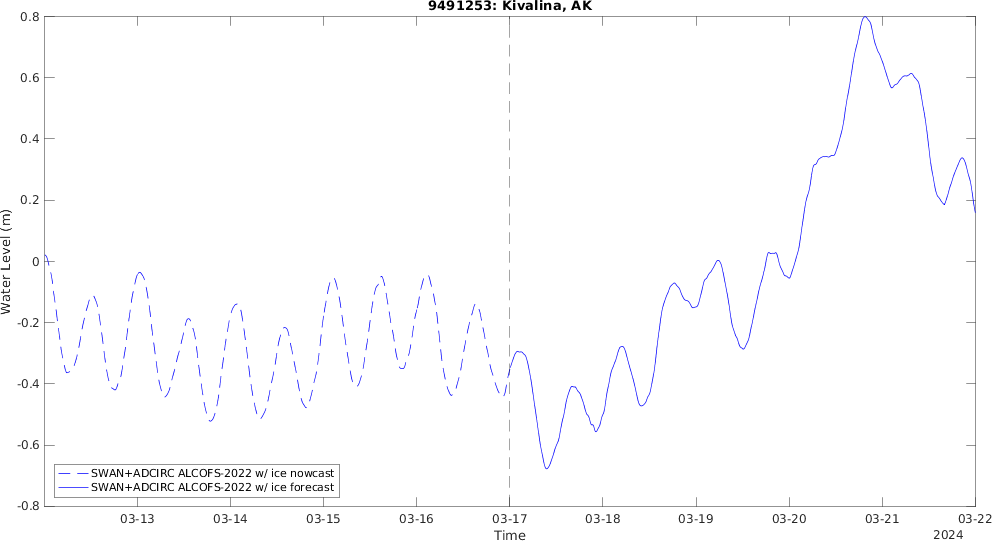 9491253: Kivalina, AK
0.8
0.6
0.4
0.2
0
-0.2
-0.4
-0.6
-0.8
Water Level (m)
SWAN+ADCIRC ALCOFS-2022 w/ ice nowcast
SWAN+ADCIRC ALCOFS-2022 w/ ice forecast
03-13 03-14 03-15 03-16 03-17 03-18 03-19 03-20 03-21 03-22
Time
2024